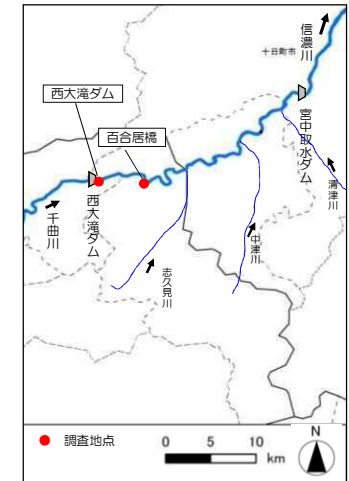 信濃川
十日町市
西大滝ダム
宮中取水ダム
百合居橋
清津川
千曲川
西大滝ダム
中津川
志久見川
調査地点
0 5 10
km
N